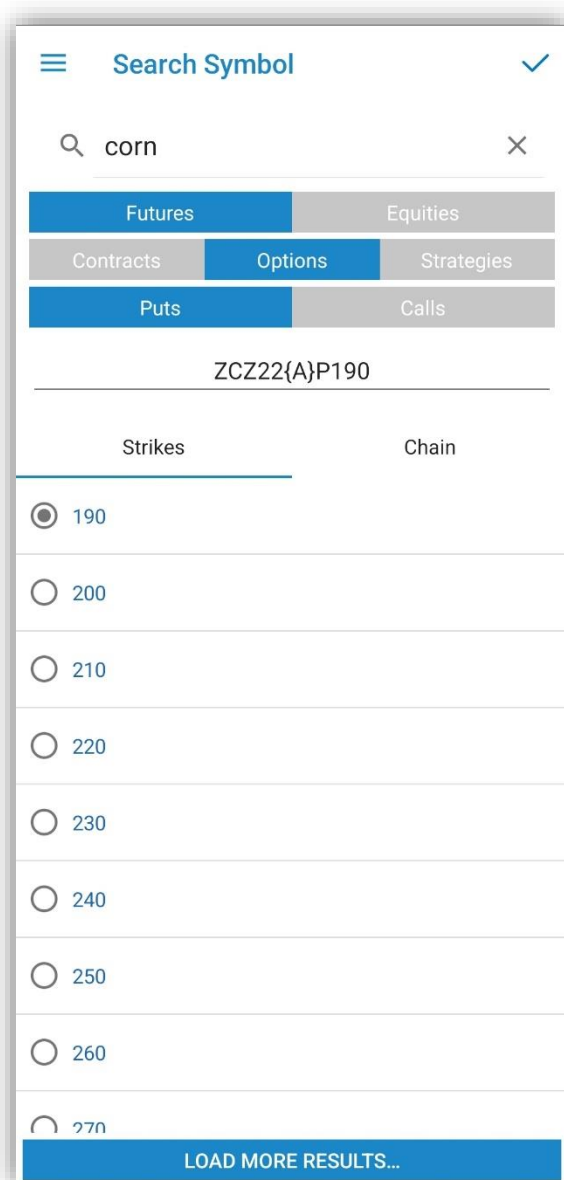 Search Symbol
corn
Futures Equities
Contracts Options Strategies
Puts Calls
ZCZ22{A}P190
Strikes Chain
190
200
210
220
230
240
250
260
270
LOAD MORE RESULTS...